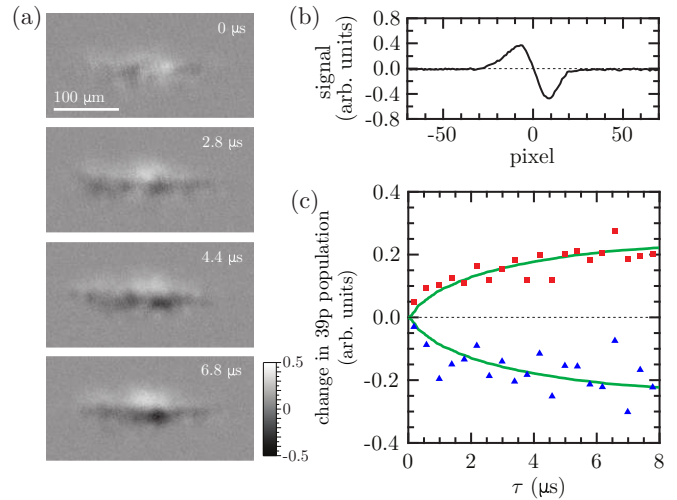 (a)
0 µs
100 µm
2.8 µs
4.4 µs
6.8 µs
0.5
0
-0.5
(b)
signal
(arb. units)
0.8
0.4
0.0
-0.4
-0.8
-50
0
50
pixel
(c)
change in 39p population
(arb. units)
0.4
0.2
0.0
-0.2
-0.4
0
2
4
6
8
τ (µs)